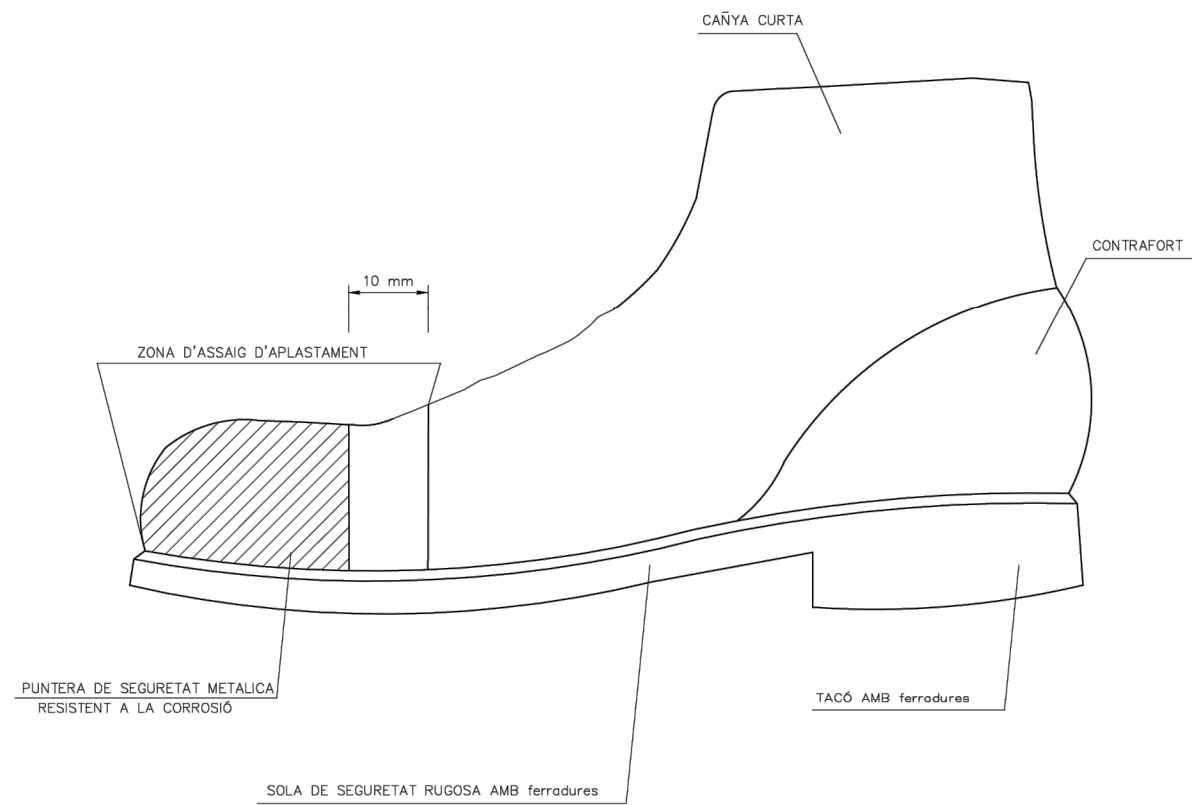 CAÑYA CURTA
CONTRAFORT
10 mm
ZONA D'ASSAIG D'APLASTAMENT
PUNTERA DE SEGURETAT METALICA
RESISTENT A LA CORROSIÓ
TACÓ AMB ferradures
SOLA DE SEGURETAT RUGOSA AMB ferradures